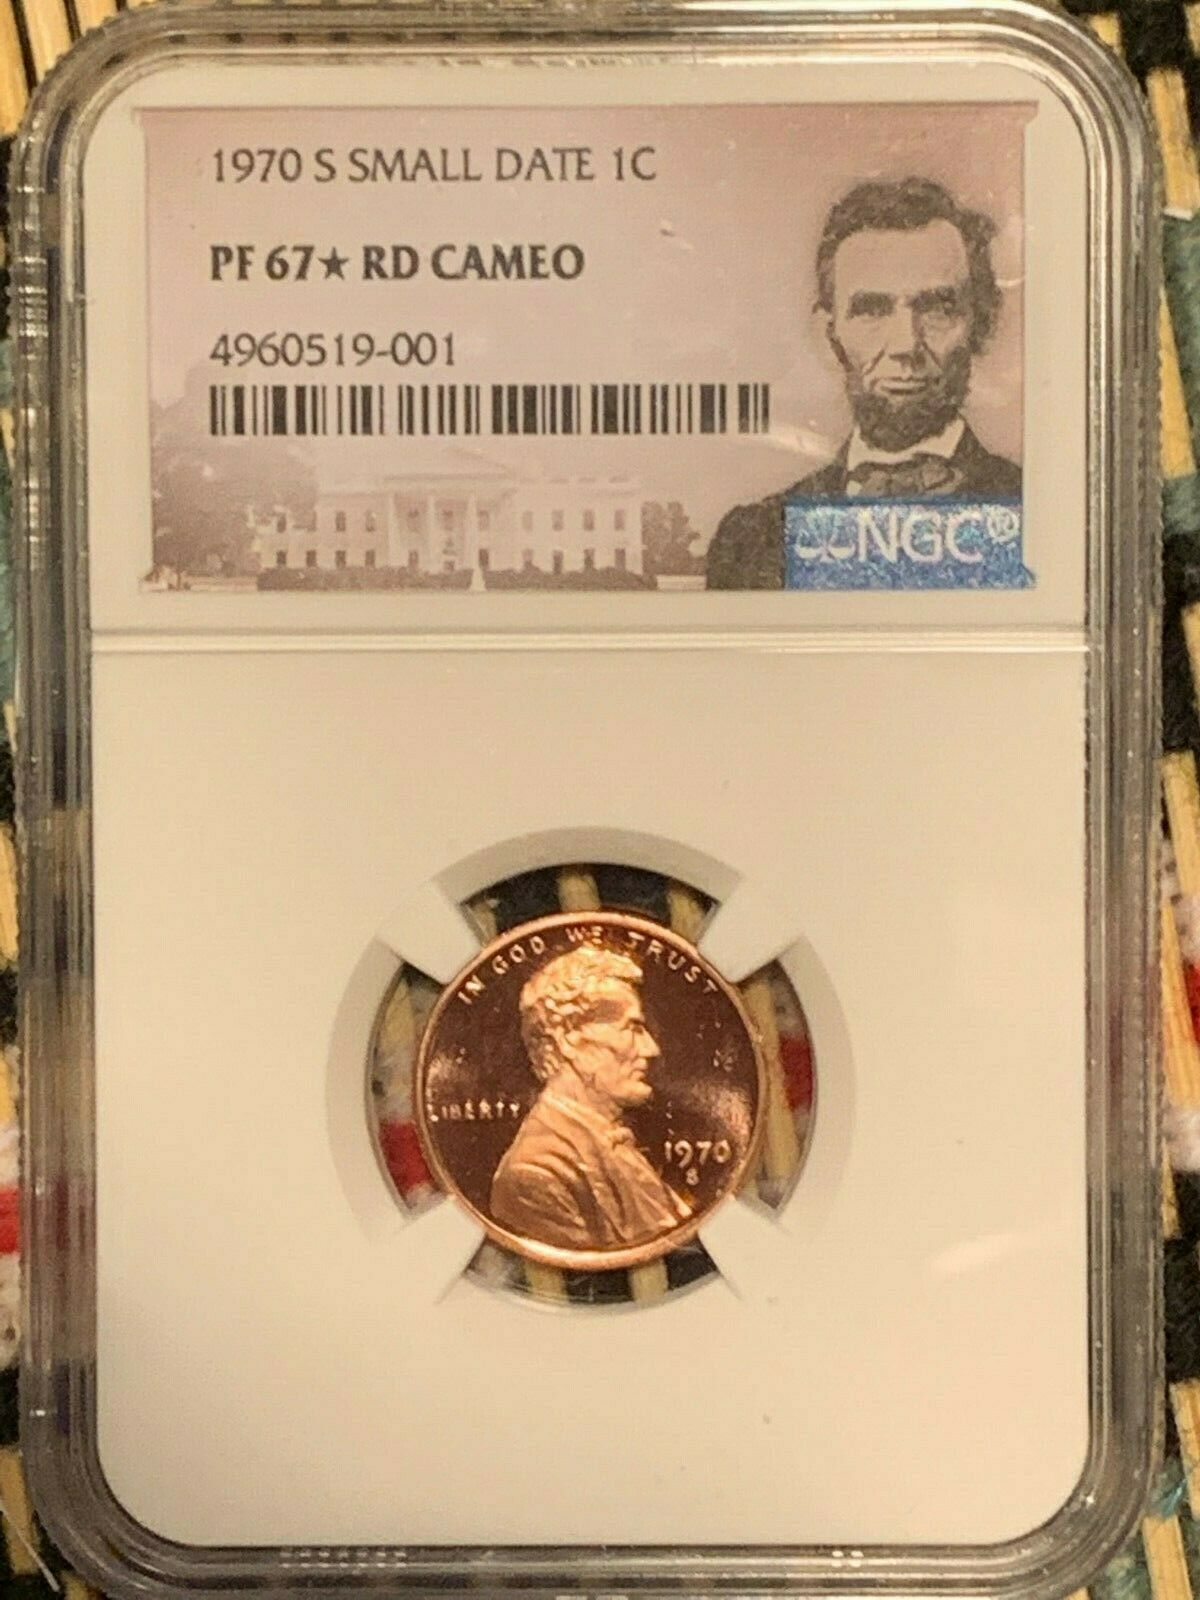 1970 S SMALL DATE 1C
PF 67★ RD CAMEO
4960519-001
NGC®
IN GOD WE TRUST
LIBERTY
1970
S